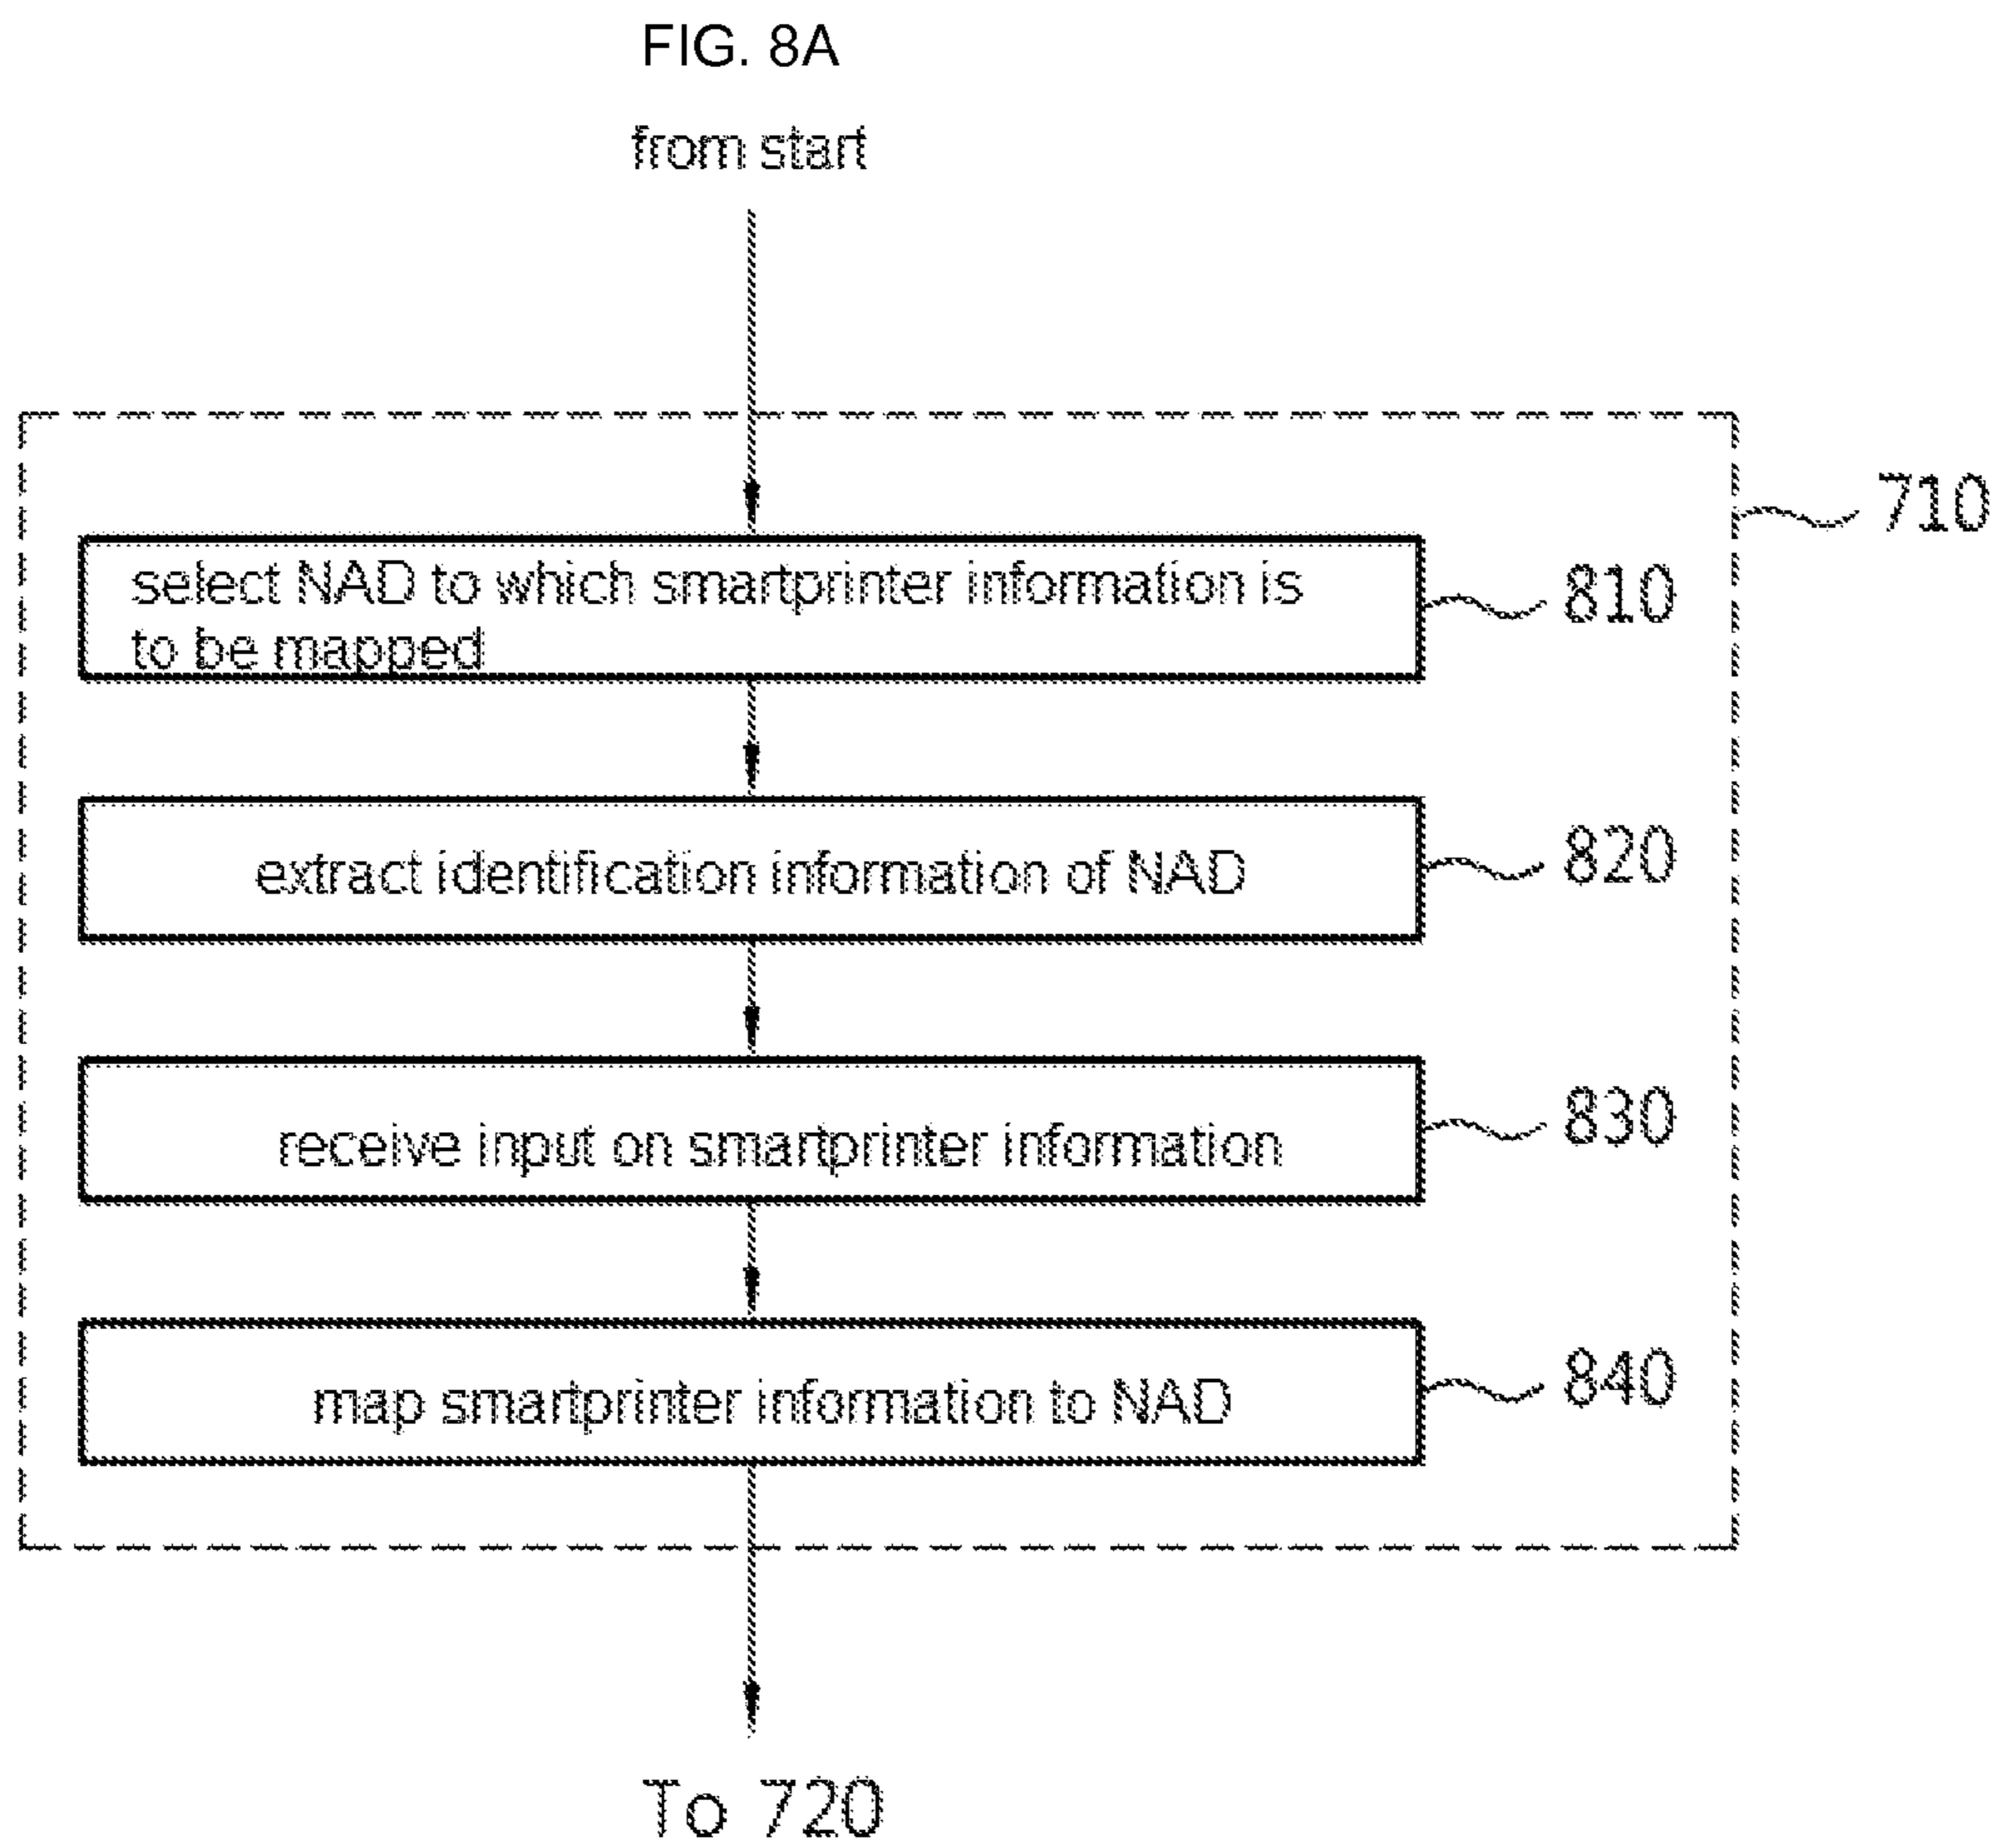 FIG. 8A
from start
710
select NAD to which smartprinter information is
to be mapped
810
extract identification information of NAD
820
receive input on smartprinter information
830
map smartprinter information to NAD
840
To 720